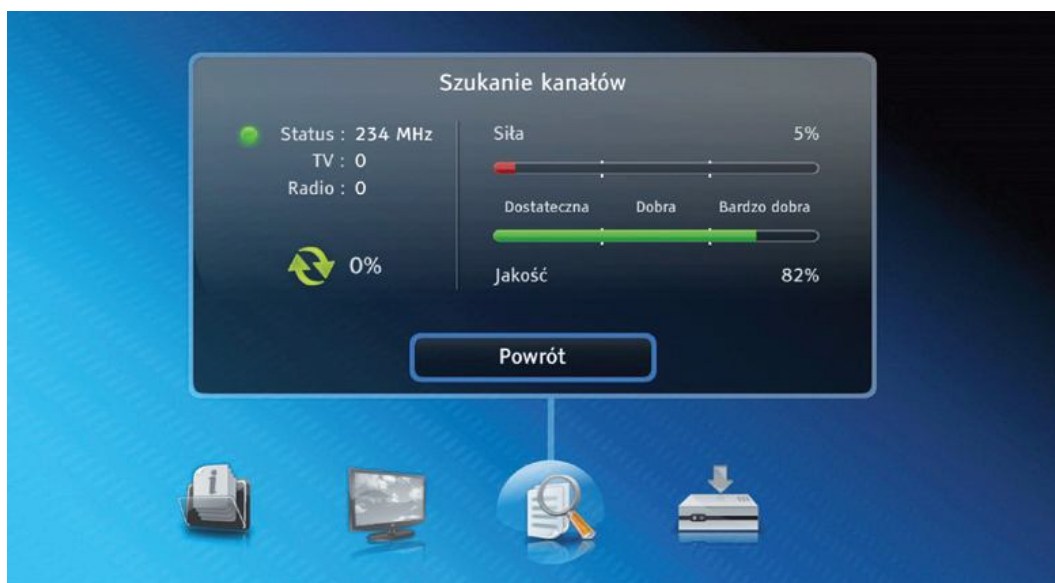 Szukanie kanałów
Status : 234 MHz
TV : 0
Radio : 0
0%
Siła 5%
Dostateczna Dobra Bardzo dobra
Jakość 82%
Powrót
i